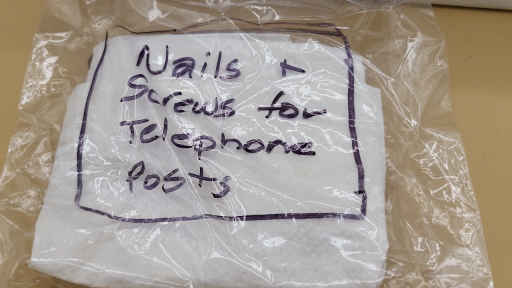 Nails +
Screws for
Telephone
Posts